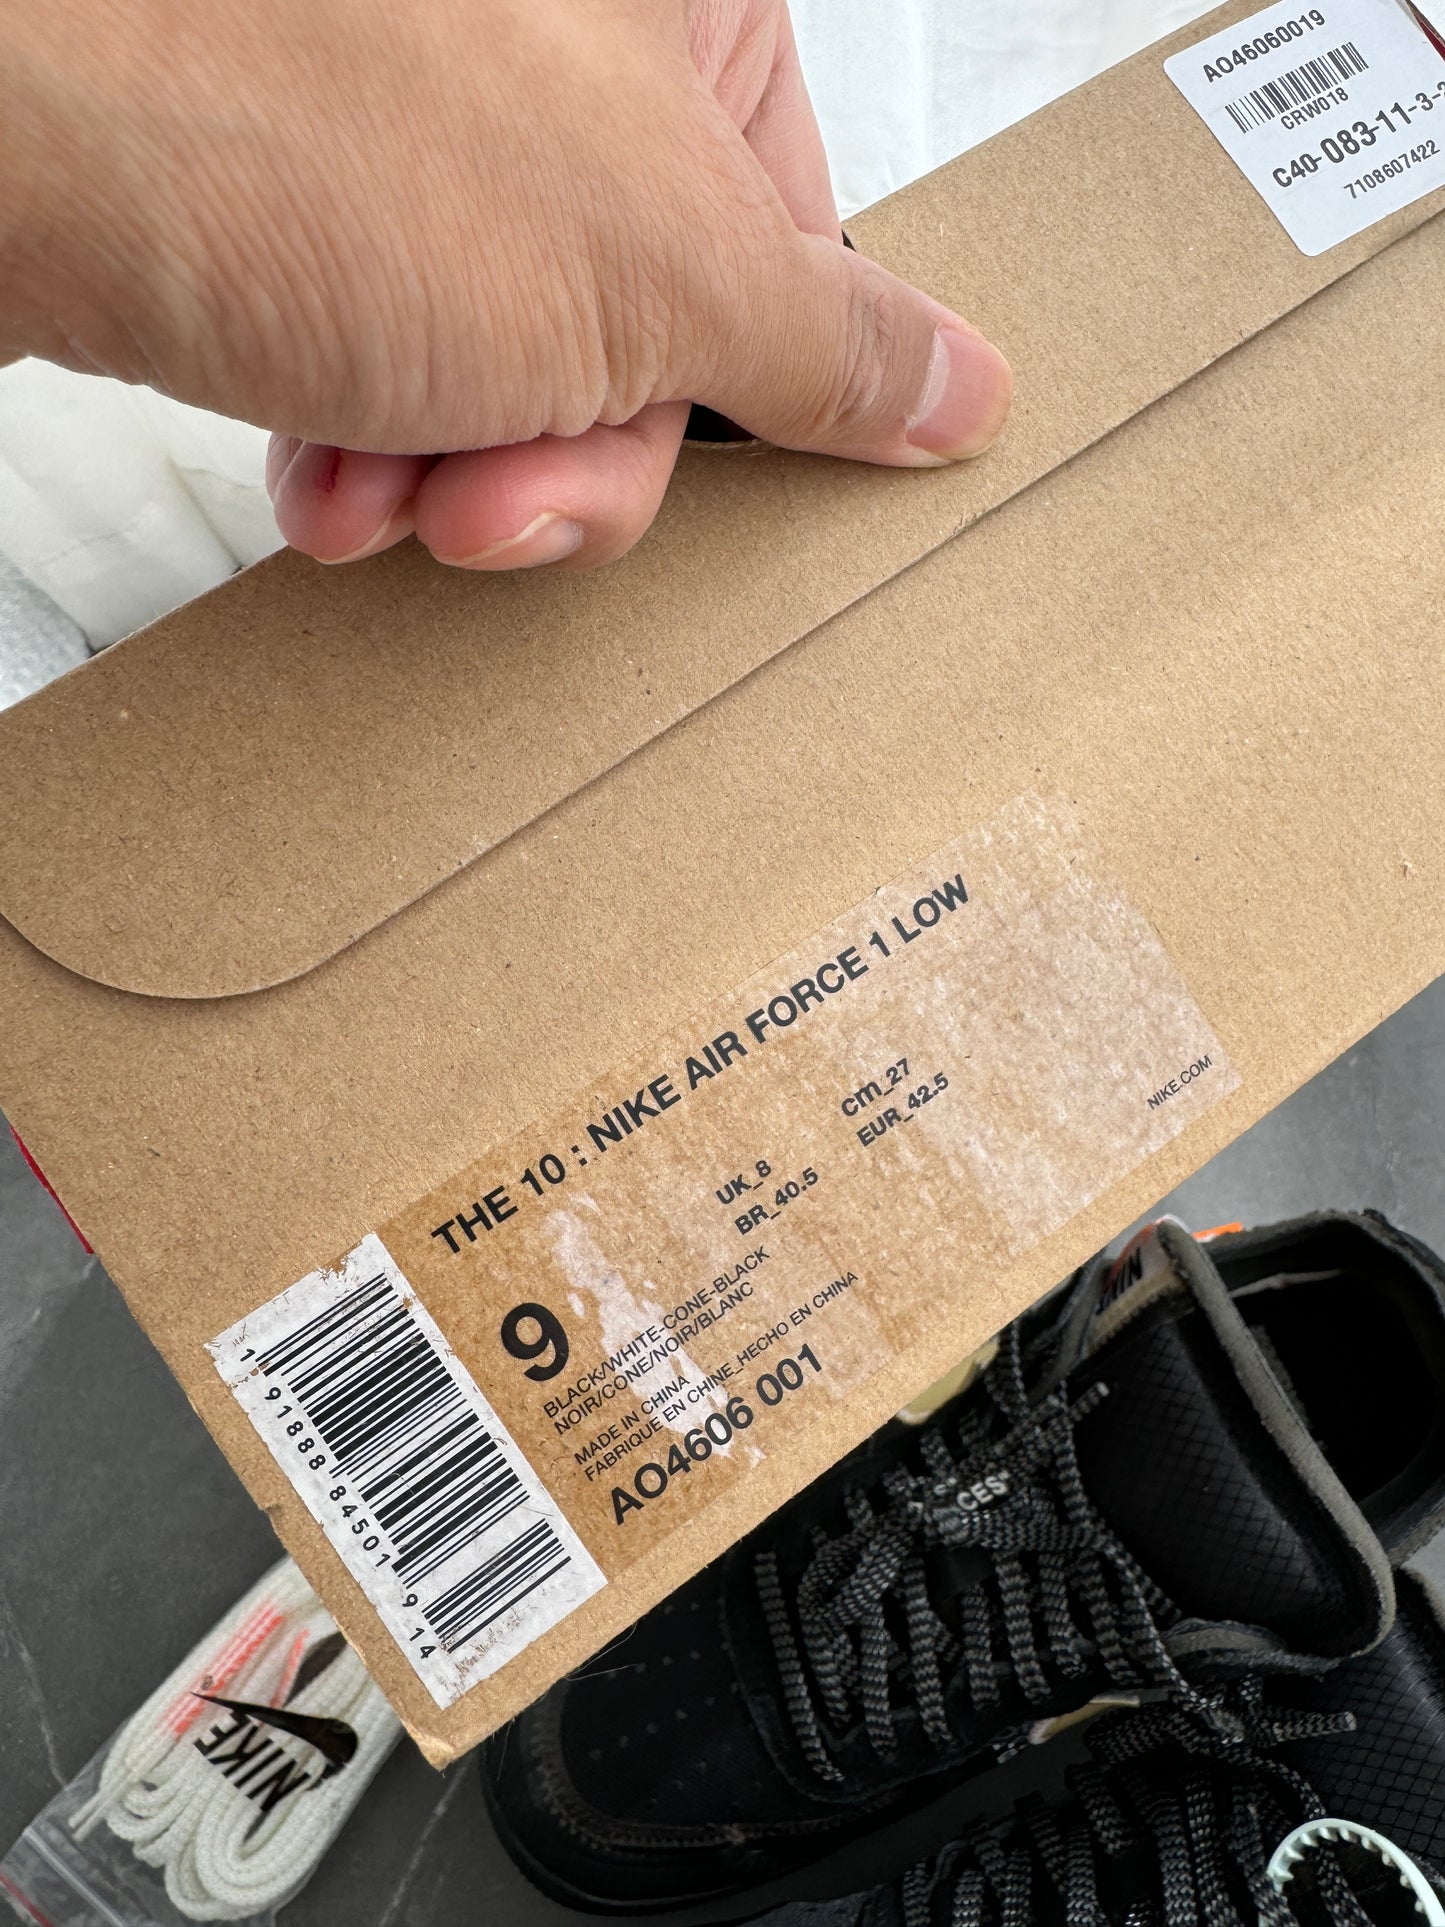 AO46060019
CRW018
C40-083-11-3-
7108607422
THE 10 : NIKE AIR FORCE 1 LOW
9
UK_8
BR_40.5
cm_27
EUR_42.5
NIKE.COM
BLACK/WHITE-CONE-BLACK
NOIR/CONE/NOIR/BLANC
MADE IN CHINA
FABRIQUE EN CHINE_HECHO EN CHINA
AO4606 001
1 91888 84501 9 14
NIKE
NIKE
CES"